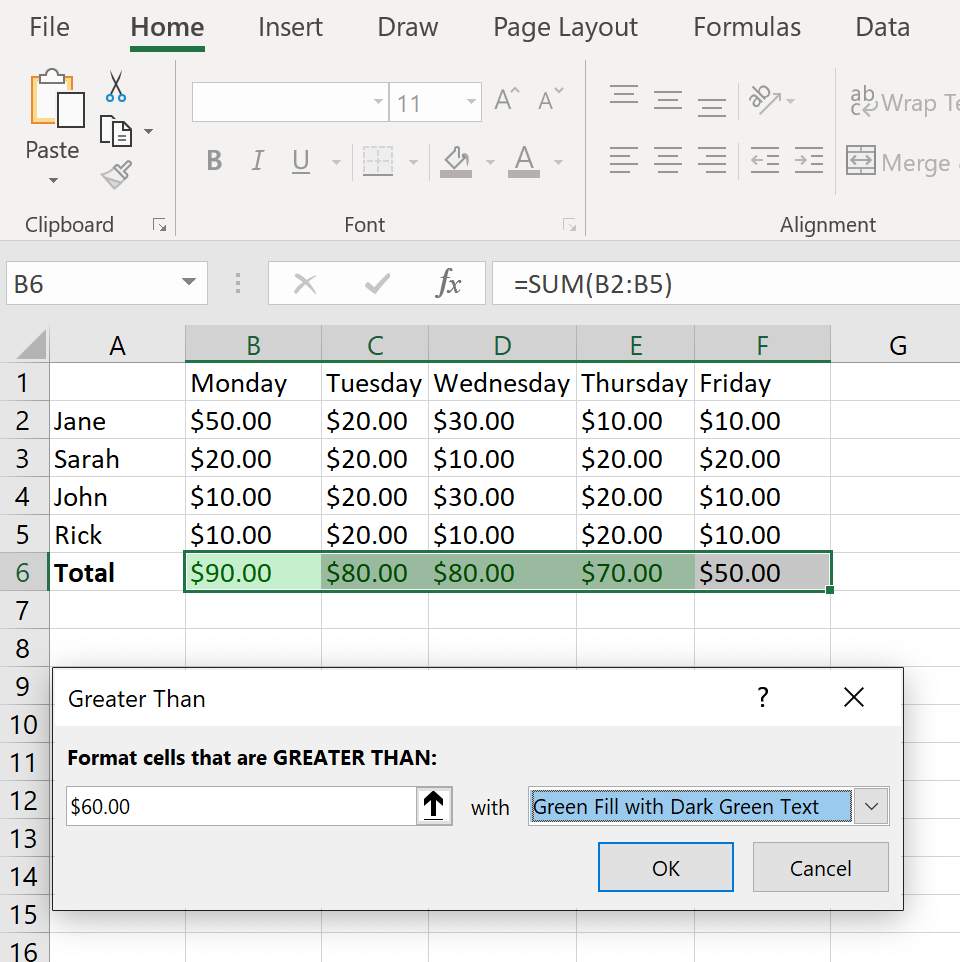 File Home Insert Draw Page Layout Formulas Data
11 A A ab Wrap Te
c
Paste B I U A Merge
Clipboard Font Alignment
B6 fx =SUM(B2:B5)
A B C D E F G
1 Monday Tuesday Wednesday Thursday Friday
2 Jane $50.00 $20.00 $30.00 $10.00 $10.00
3 Sarah $20.00 $20.00 $10.00 $20.00 $20.00
4 John $10.00 $20.00 $30.00 $20.00 $10.00
5 Rick $10.00 $20.00 $10.00 $20.00 $10.00
6 Total $90.00 $80.00 $80.00 $70.00 $50.00
7
8
9 Greater Than ?
10
11 Format cells that are GREATER THAN:
12 $60.00 with Green Fill with Dark Green Text
13
14 OK Cancel
15
16